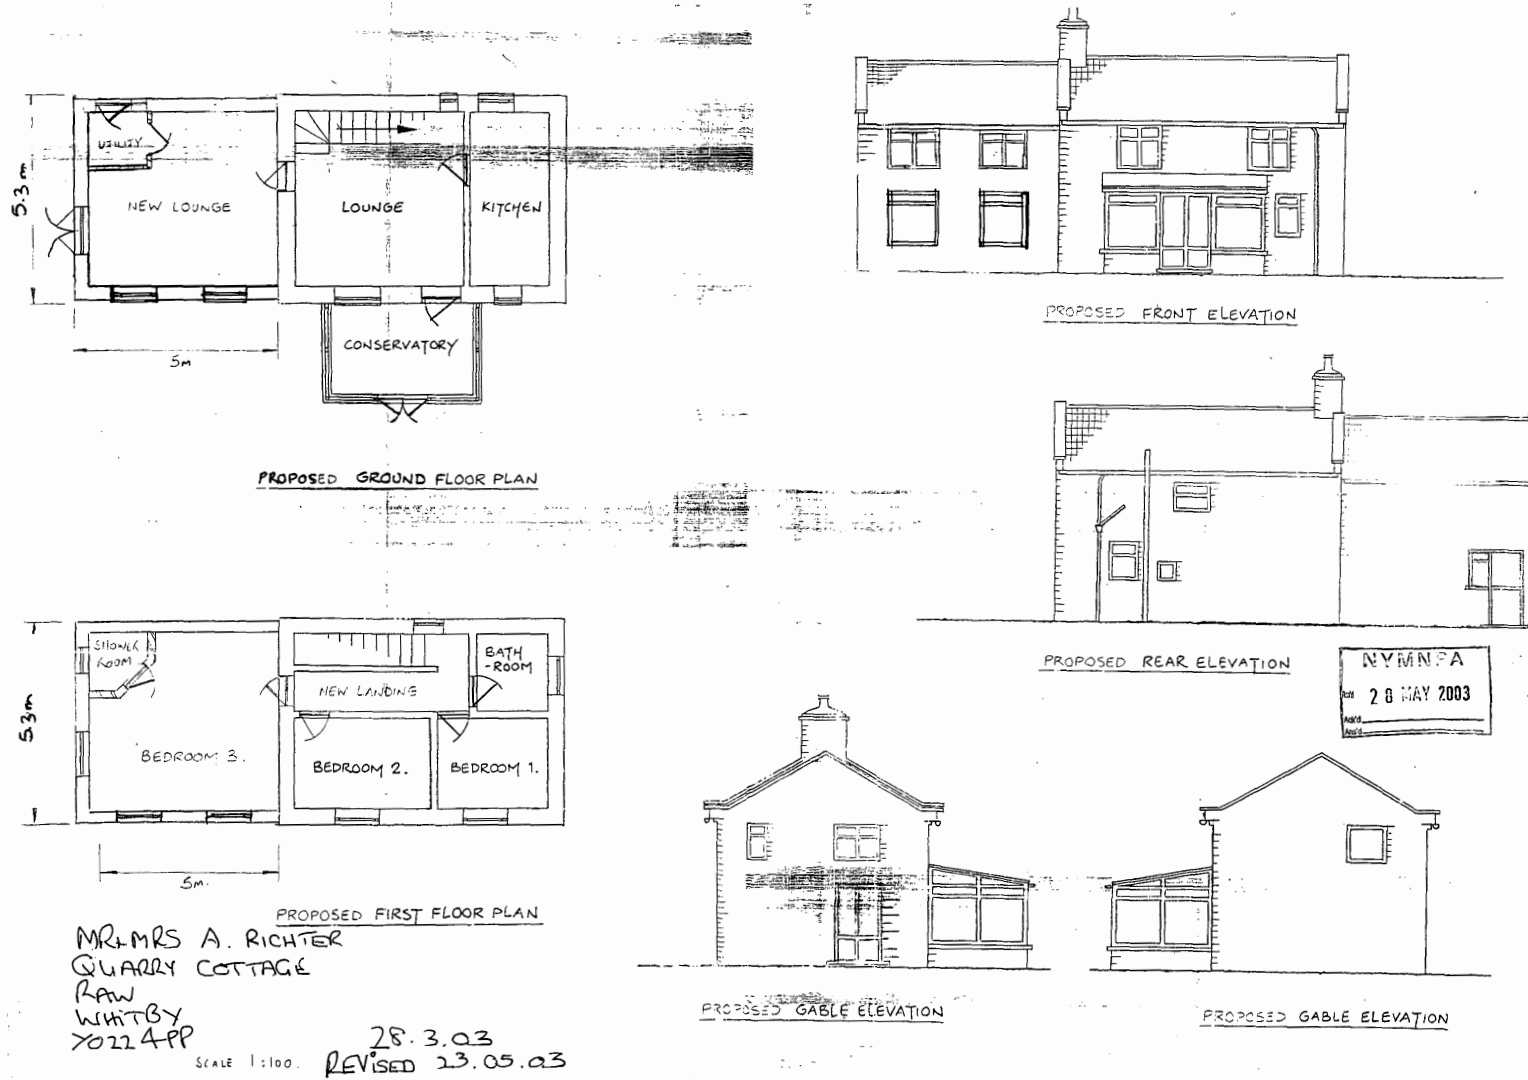 UTILITY
5.3m
NEW LOUNGE
LOUNGE
KITCHEN
5m
CONSERVATORY
PROPOSED GROUND FLOOR PLAN
PROPOSED FRONT ELEVATION
PROPOSED REAR ELEVATION
NYMNPA
Rec'd 28 MAY 2003
Ack'd
Ans'd
SHOWER
ROOM
BATH
-ROOM
NEW LANDING
5.3m
BEDROOM 3.
BEDROOM 2.
BEDROOM 1.
5m.
PROPOSED FIRST FLOOR PLAN
PROPOSED GABLE ELEVATION
PROPOSED GABLE ELEVATION
MR+MRS A. RICHTER
QUARRY COTTAGE
RAW
WHITBY
YO22 4PP
28.3.03
SCALE 1:100.
REVISED 23.05.03